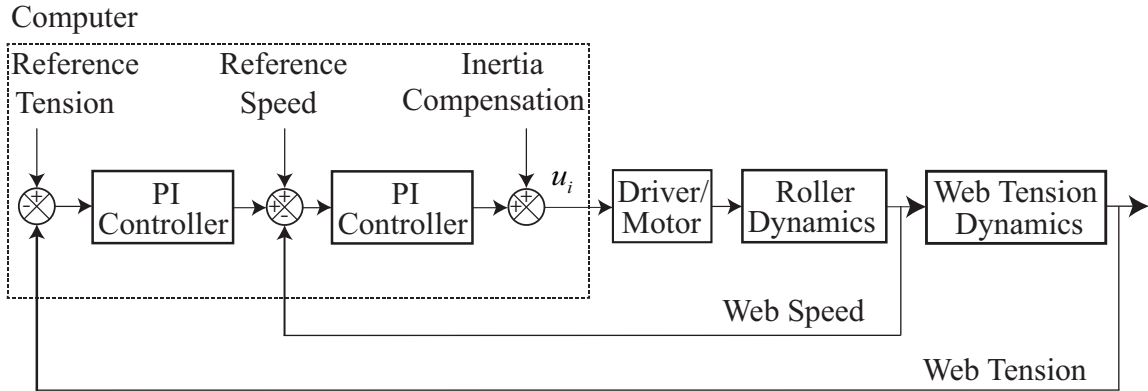 Computer
Reference
Tension
Reference
Speed
Inertia
Compensation
+
-
PI
Controller
+
+
-
PI
Controller
+
+
u_i
Driver/
Motor
Roller
Dynamics
Web Tension
Dynamics
Web Speed
Web Tension